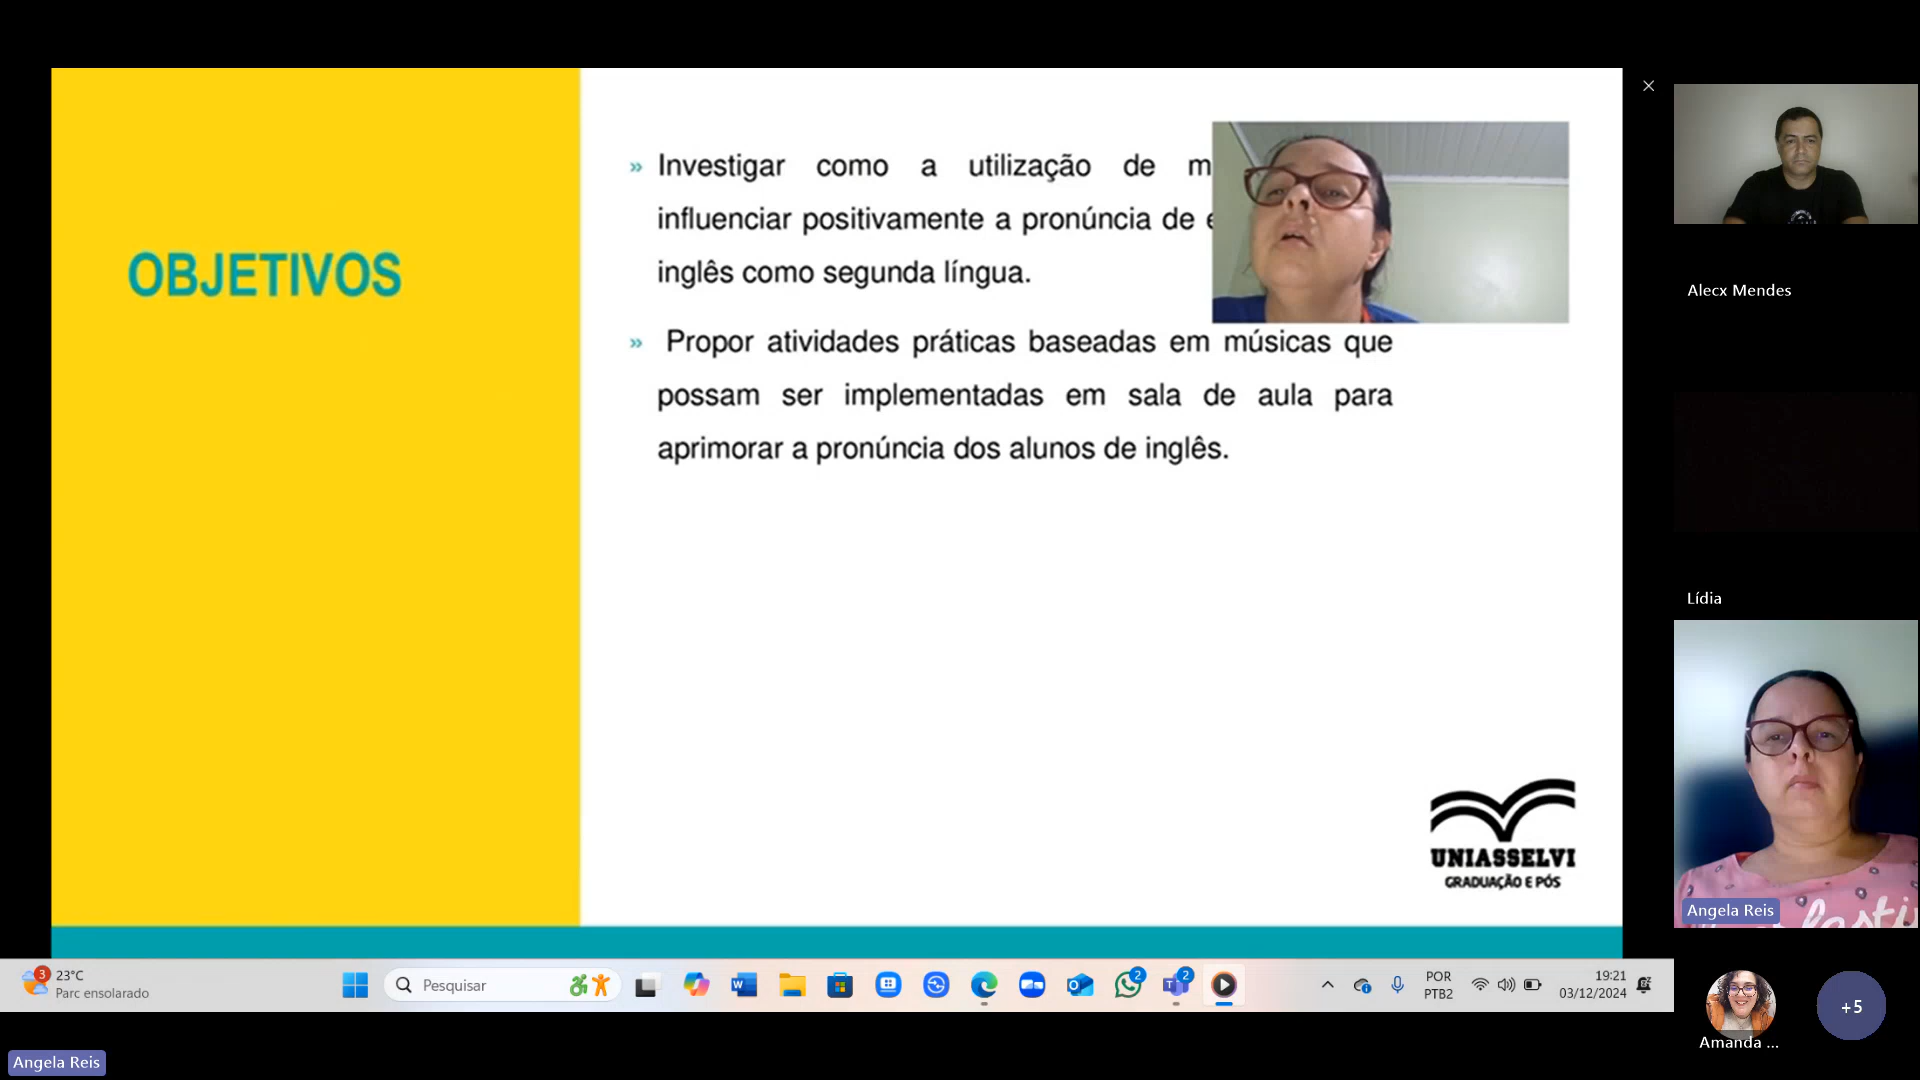 OBJETIVOS
» Investigar como a utilização de m
influenciar positivamente a pronúncia de
inglês como segunda língua.
» Propor atividades práticas baseadas em músicas que
possam ser implementadas em sala de aula para
aprimorar a pronúncia dos alunos de inglês.
UNIASSELVI
GRADUAÇÃO E PÓS
Alecx Mendes
Lídia
Angela Reis
Amanda ...
+5
3
23°C
Parc ensolarado
Pesquisar
2
2
POR
PTB2
19:21
03/12/2024
Angela Reis